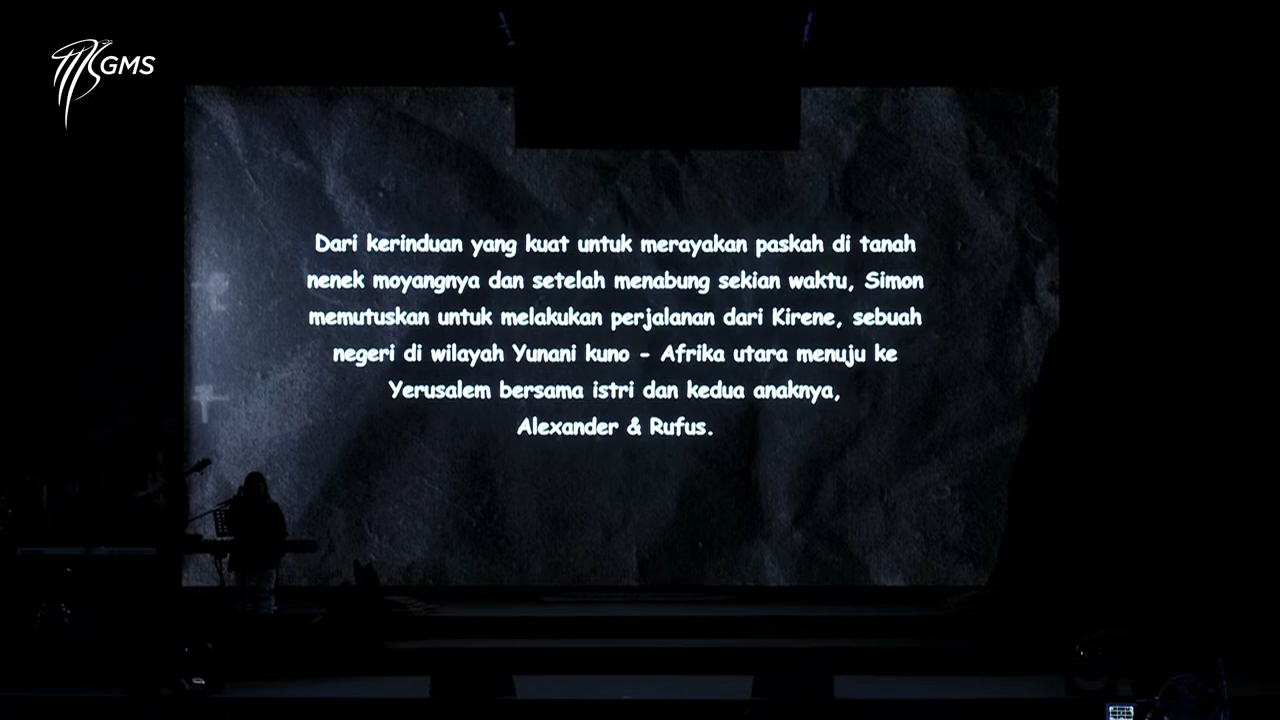 GMS
Dari kerinduan yang kuat untuk merayakan paskah di tanah
nenek moyangnya dan setelah menabung sekian waktu, Simon
memutuskan untuk melakukan perjalanan dari Kirene, sebuah
negeri di wilayah Yunani kuno - Afrika utara menuju ke
Yerusalem bersama istri dan kedua anaknya,
Alexander & Rufus.